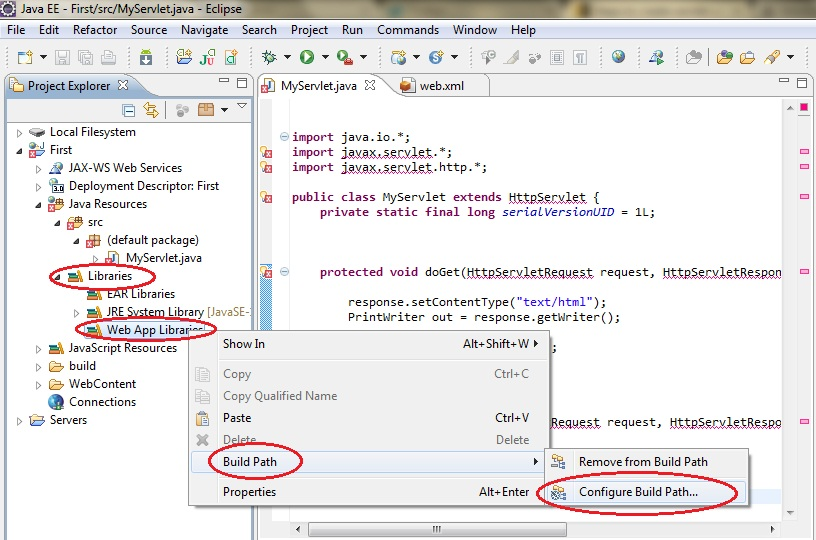 Java EE - First/src/MyServlet.java - Eclipse
File Edit Refactor Source Navigate Search Project Run Commands Window Help
Project Explorer
MyServlet.java
web.xml
Local Filesystem
First
JAX-WS Web Services
3.0 Deployment Descriptor: First
Java Resources
src
(default package)
MyServlet.java
Libraries
EAR Libraries
JRE System Library [JavaSE-
Web App Libraries
JavaScript Resources
build
WebContent
Connections
Servers
import java.io.*;
import javax.servlet.*;
import javax.servlet.http.*;
public class MyServlet extends HttpServlet {
private static final long serialVersionUID = 1L;
protected void doGet(HttpServletRequest request, HttpServletRespon
response.setContentType("text/html");
PrintWriter out = response.getWriter();
;
Request request, HttpServletRespo
Show In Alt+Shift+W
Copy Ctrl+C
Copy Qualified Name
Paste Ctrl+V
Delete Delete
Build Path
Properties Alt+Enter
Remove from Build Path
Configure Build Path...